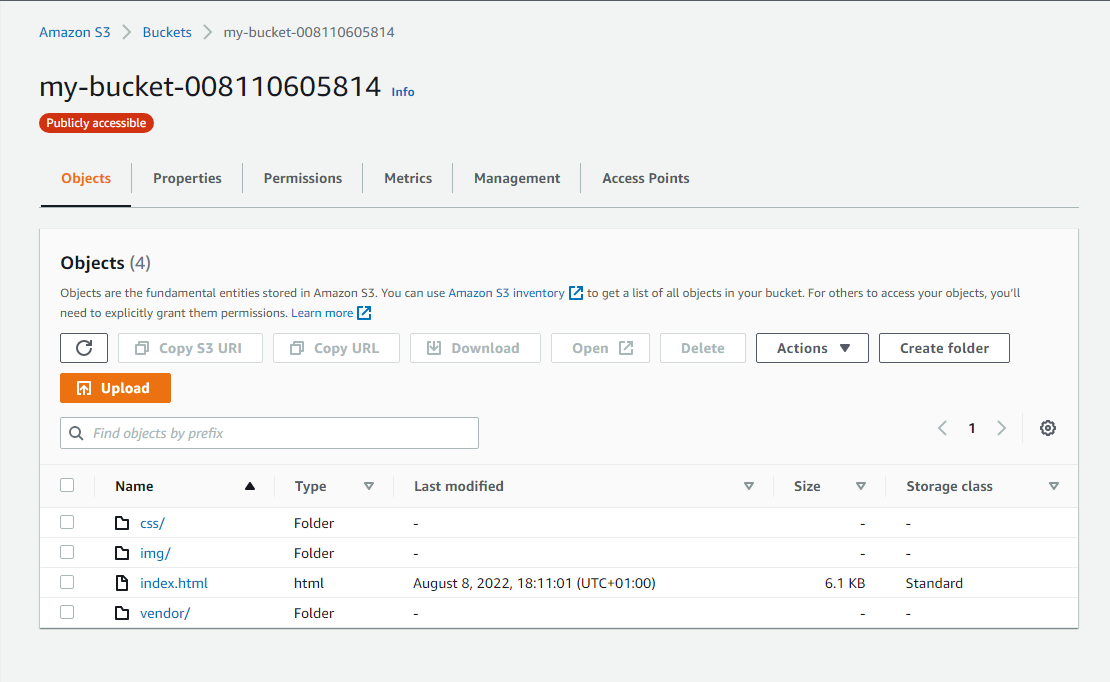 Amazon S3 > Buckets > my-bucket-008110605814
my-bucket-008110605814 Info
Publicly accessible
Objects Properties Permissions Metrics Management Access Points
Objects (4)
Objects are the fundamental entities stored in Amazon S3. You can use Amazon S3 inventory to get a list of all objects in your bucket. For others to access your objects, you'll
need to explicitly grant them permissions. Learn more
Copy S3 URI Copy URL Download Open Delete Actions Create folder
Upload
Find objects by prefix 1
Name Type Last modified Size Storage class
css/ Folder - - -
img/ Folder - - -
index.html html August 8, 2022, 18:11:01 (UTC+01:00) 6.1 KB Standard
vendor/ Folder - - -